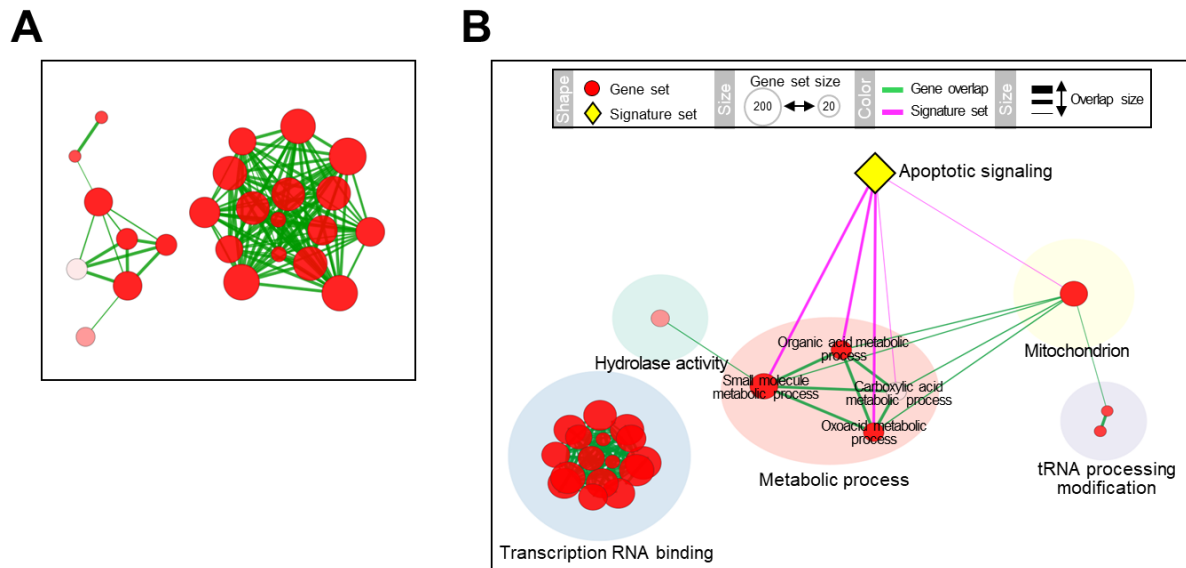 A
B
Shape
Gene set
Signature set
Size
Gene set size
200
20
Color
Gene overlap
Signature set
Size
Overlap size
Apoptotic signaling
Hydrolase activity
Organic acid metabolic
process
Small molecule
metabolic process
Carboxylic acid
metabolic process
Oxoacid metabolic
process
Metabolic process
Mitochondrion
tRNA processing
modification
Transcription RNA binding